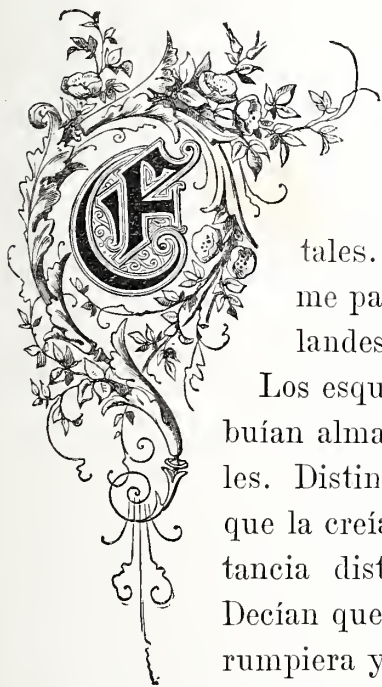 E
tales.
me pa
landes
Los esqu
buían alma
les. Distin
que la creía
tancia dist
Decían que
rumpiera y